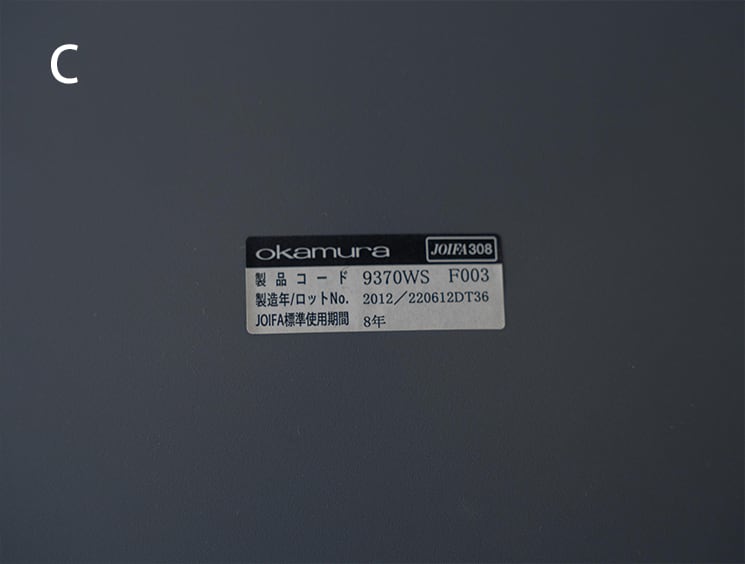 C
okamura JOIFA308
製品コード 9370WS F003
製造年/ロットNo. 2012/220612DT36
JOIFA標準使用期間 8年